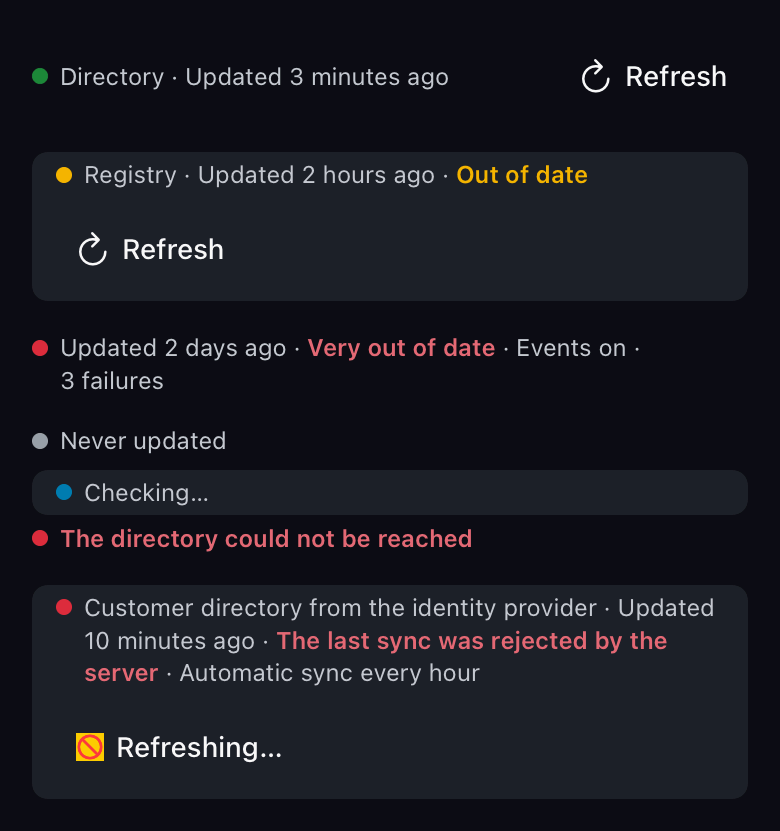 Directory · Updated 3 minutes ago
Refresh
Registry · Updated 2 hours ago · Out of date
Refresh
Updated 2 days ago · Very out of date · Events on ·
3 failures
Never updated
Checking…
The directory could not be reached
Customer directory from the identity provider · Updated
10 minutes ago · The last sync was rejected by the
server · Automatic sync every hour
Refreshing…